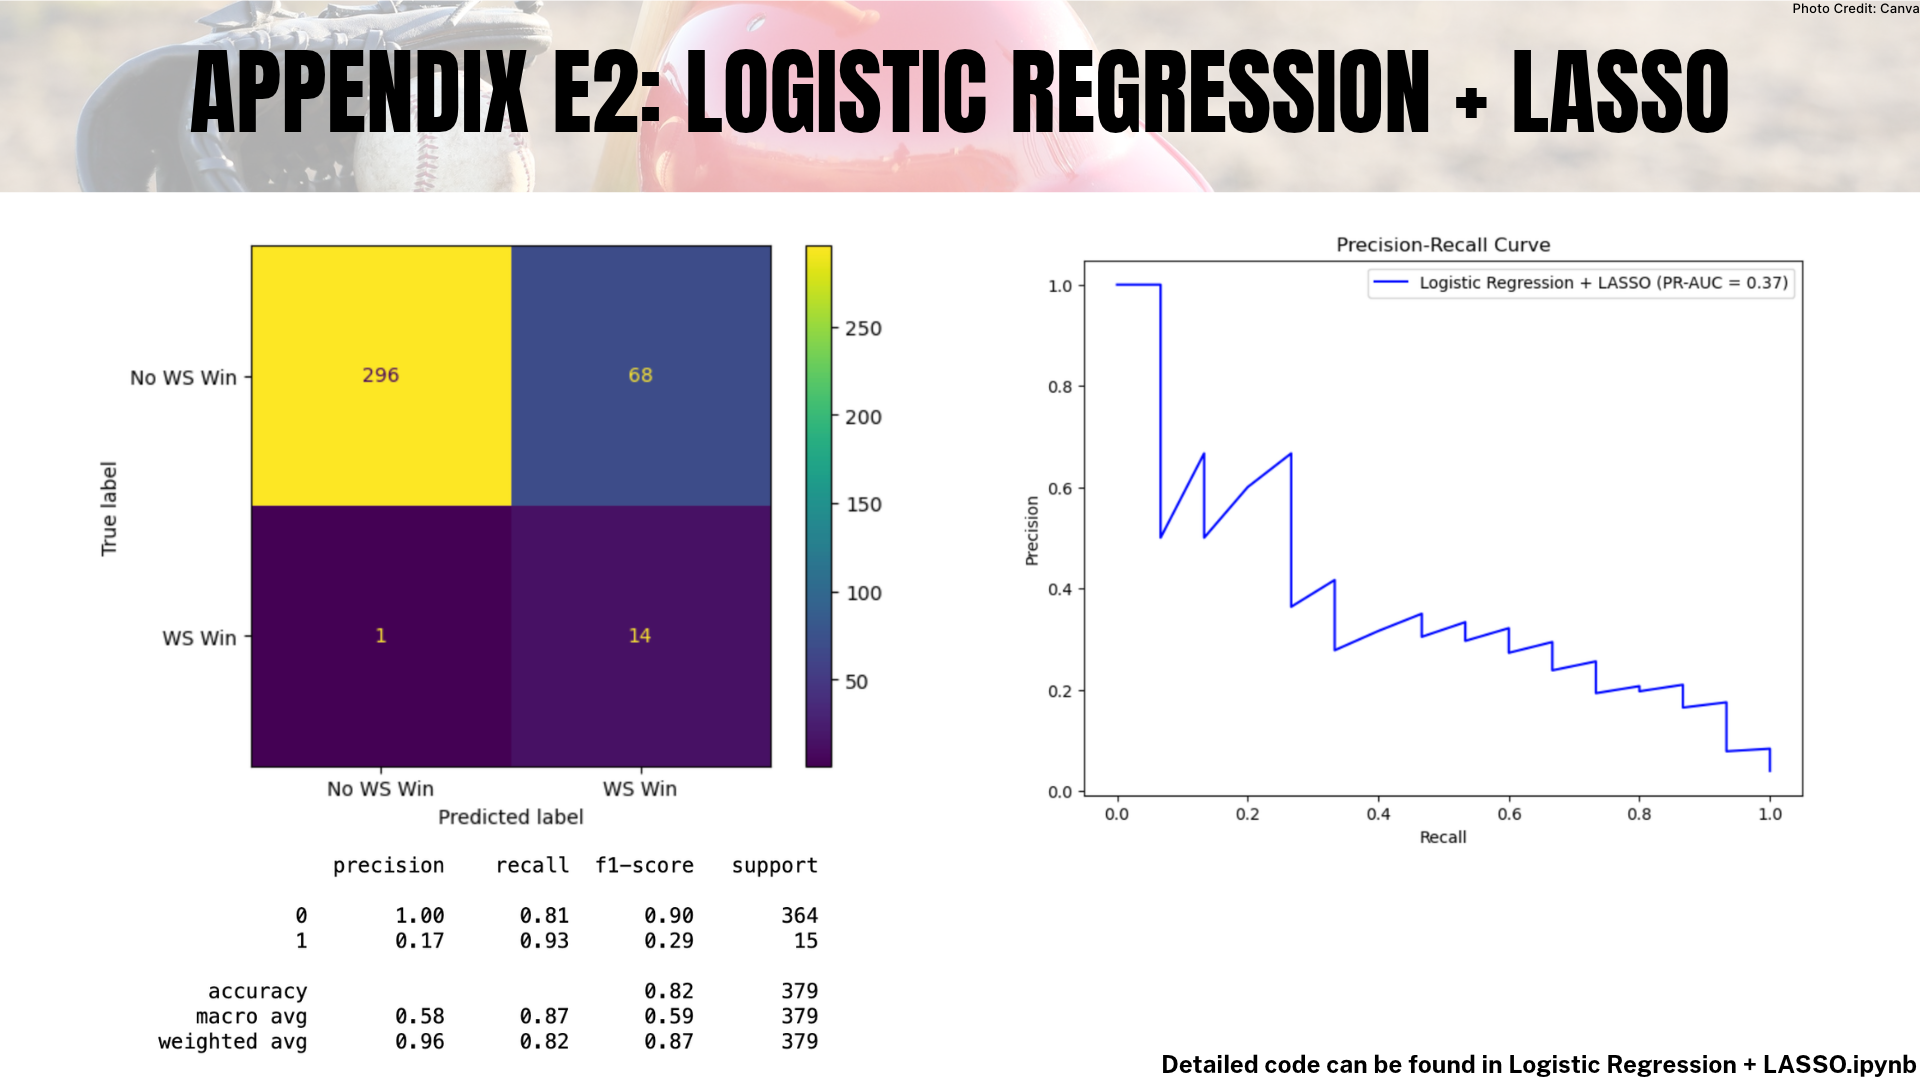 Photo Credit: Canva
APPENDIX E2: LOGISTIC REGRESSION + LASSO
296
68
1
14
No WS Win
WS Win
True label
No WS Win
WS Win
Predicted label
250
200
150
100
50
precision recall f1-score support
0 1.00 0.81 0.90 364
1 0.17 0.93 0.29 15
accuracy 0.82 379
macro avg 0.58 0.87 0.59 379
weighted avg 0.96 0.82 0.87 379
Precision-Recall Curve
Logistic Regression + LASSO (PR-AUC = 0.37)
1.0
0.8
0.6
0.4
0.2
0.0
Precision
0.0 0.2 0.4 0.6 0.8 1.0
Recall
Detailed code can be found in Logistic Regression + LASSO.ipynb